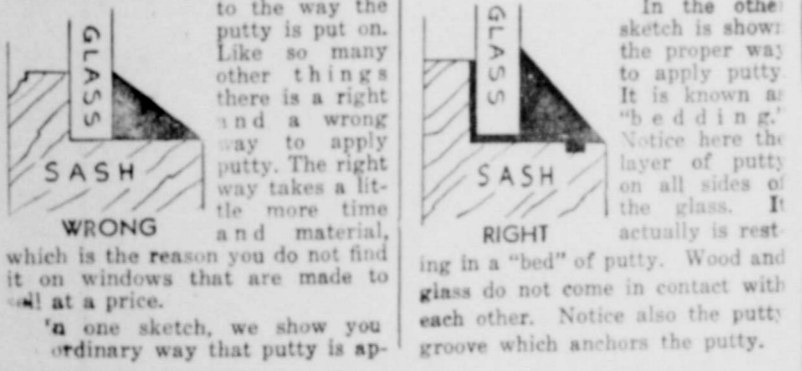 to the way the
putty is put on.
Like so many
other things
there is a right
and a wrong
way to apply
putty. The right
way takes a lit-
tle more time
and material,
which is the reason you do not find
it on windows that are made to
at a price.
one sketch, we show you
ordinary way that putty is ap-
GLASS
SASH
WRONG
In the other
sketch is shown
the proper way
to apply putty.
It is known as
"bedding."
Notice here the
layer of putty
on all sides of
the glass. It
actually is rest-
ing in a "bed" of putty. Wood and
glass do not come in contact with
each other. Notice also the putty
groove which anchors the putty.
GLASS
SASH
RIGHT